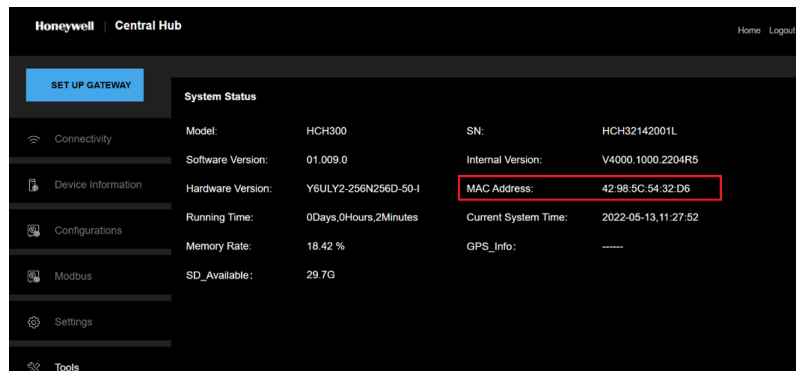 Honeywell | Central Hub
Home Logout
SET UP GATEWAY
Connectivity
Device Information
Configurations
Modbus
Settings
Tools
System Status
Model: HCH300 SN: HCH32142001L
Software Version: 01.009.0 Internal Version: V4000.1000.2204R5
Hardware Version: Y6ULY2-256N256D-50-I MAC Address: 42:98:5C:54:32:D6
Running Time: 0Days,0Hours,2Minutes Current System Time: 2022-05-13,11:27:52
Memory Rate: 18.42 % GPS_Info: ------
SD_Available: 29.7G